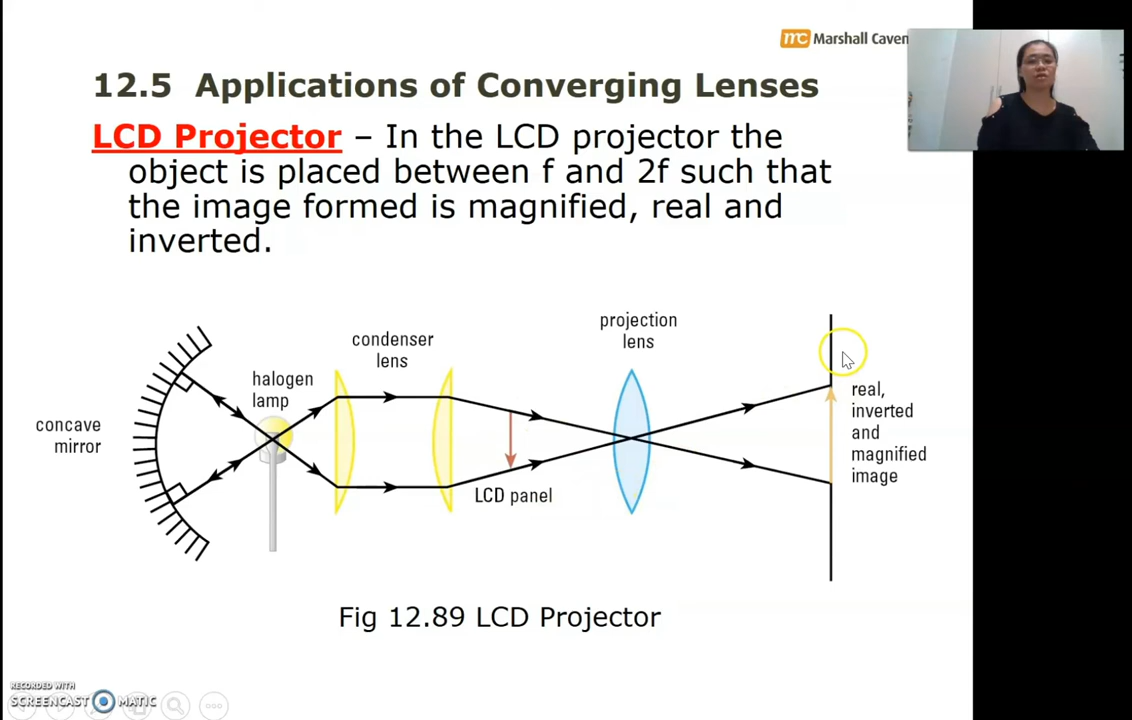 mc Marshall Caven
12.5 Applications of Converging Lenses
LCD Projector – In the LCD projector the
object is placed between f and 2f such that
the image formed is magnified, real and
inverted.
projection
lens
condenser
lens
halogen
lamp
concave
mirror
real,
inverted
and
magnified
image
LCD panel
Fig 12.89 LCD Projector
RECORDED WITH
SCREENCAST MATIC